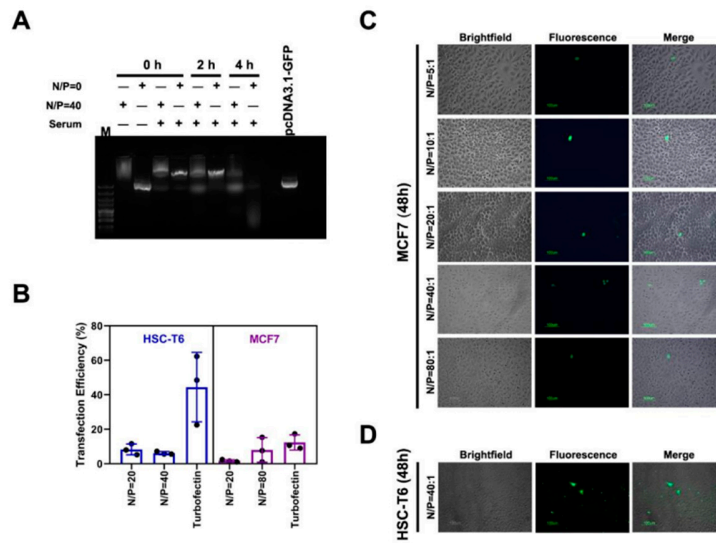 A
0 h 2 h 4 h
N/P=0 — + — + — + — +
N/P=40 + — + — + — + —
Serum — — + + + + + +
M
pcDNA3.1-GFP
B
Transfection Efficiency (%)
80
60
40
20
0
HSC-T6 MCF7
N/P=20
N/P=40
Turbofectin
N/P=20
N/P=80
Turbofectin
C
Brightfield Fluorescence Merge
MCF7 (48h)
N/P=5:1
N/P=10:1
N/P=20:1
N/P=40:1
N/P=80:1
D
Brightfield Fluorescence Merge
HSC-T6 (48h)
N/P=40:1